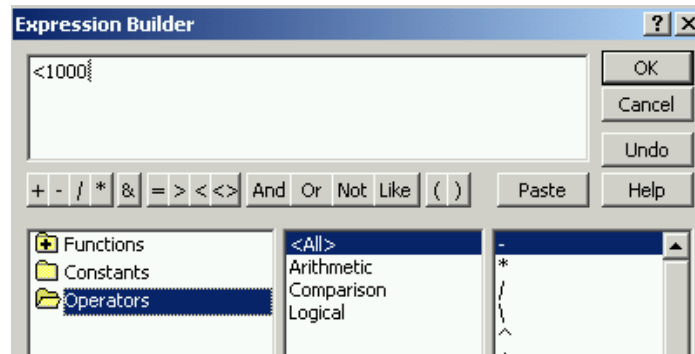 Expression Builder ? X
<1000
OK
Cancel
Undo
+ - / * & = > < <> And Or Not Like ( ) Paste Help
Functions
Constants
Operators
<All>
Arithmetic
Comparison
Logical
-
*
/
\
^